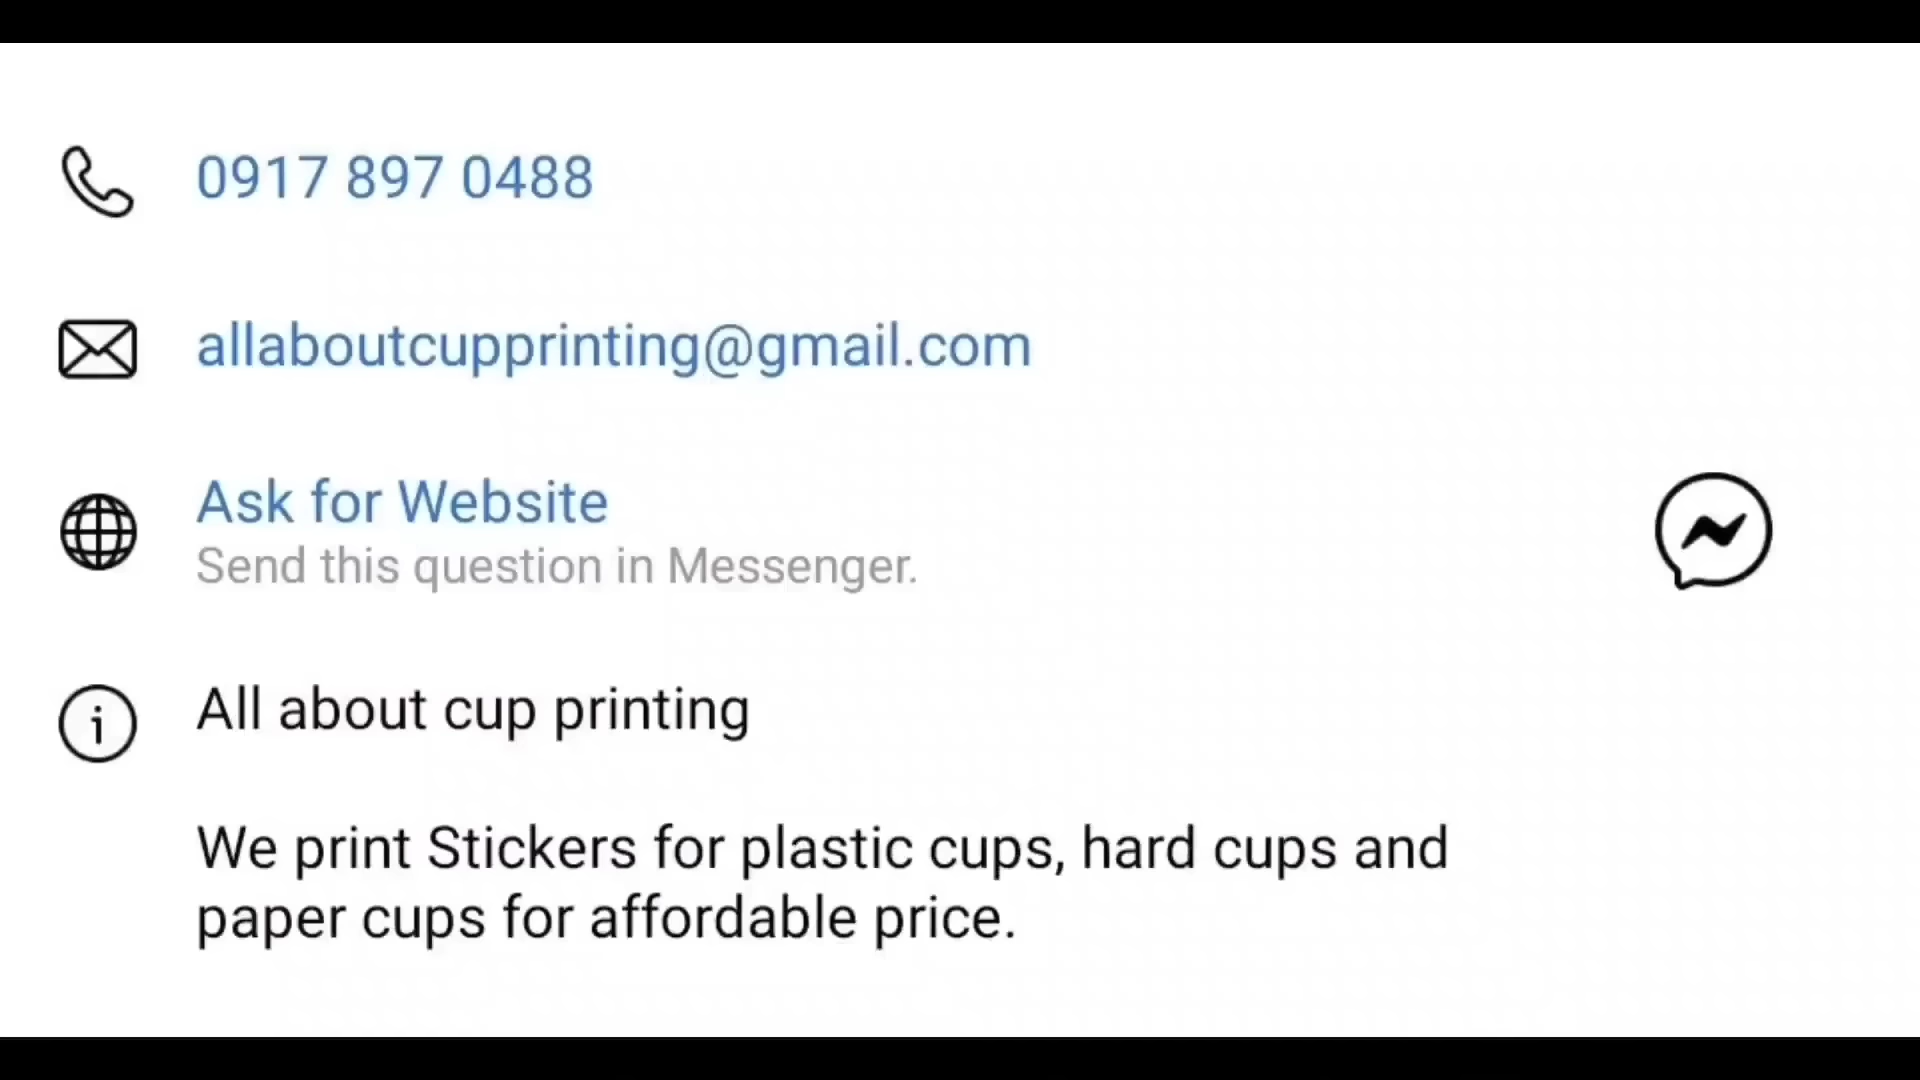 0917 897 0488
allaboutcupprinting@gmail.com
Ask for Website
Send this question in Messenger.
All about cup printing
We print Stickers for plastic cups, hard cups and
paper cups for affordable price.